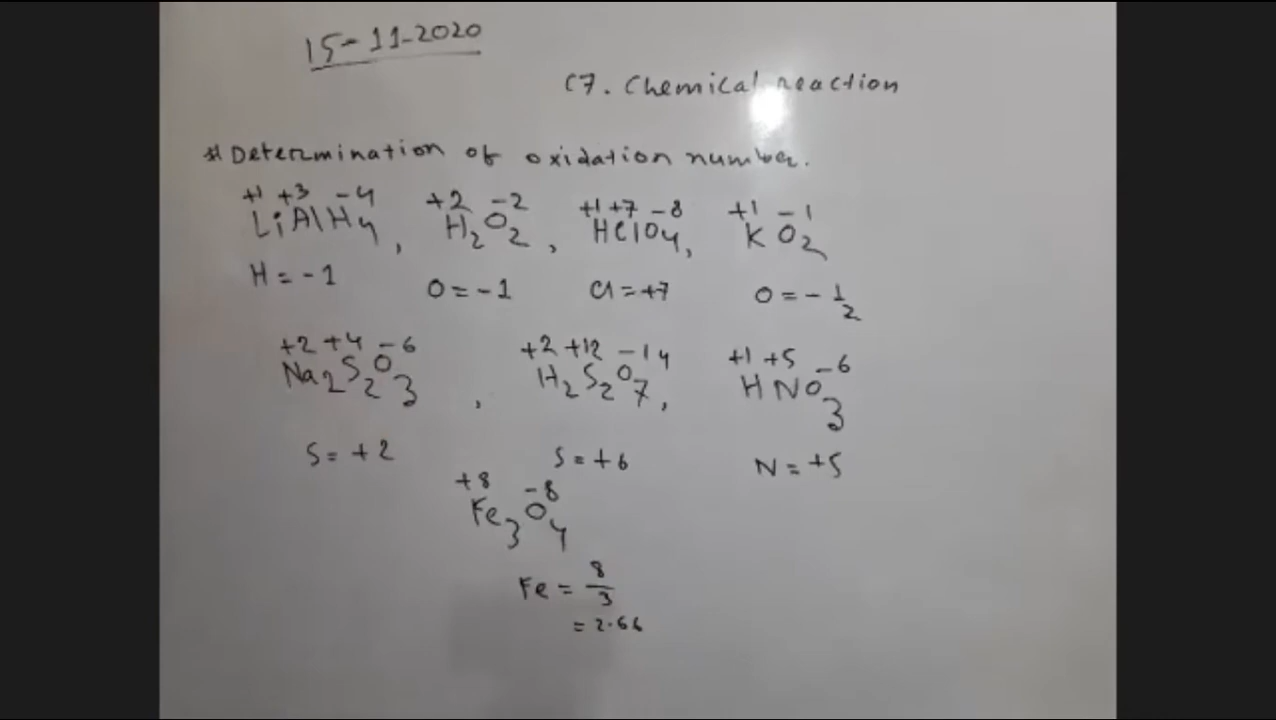 15-11-2020
C7. Chemical reaction
* Determination of oxidation number.
+1 +3 -4 +2 -2 +1 +7 -8 +1 -1
LiAlH4, H2O2, HClO4, KO2
H = -1 O = -1 Cl = +7 O = - 1/2
+2 +4 -6 +2 +12 -14 +1 +5 -6
Na2S2O3, H2S2O7, HNO3
S = +2 S = +6 N = +5
+8 -8
Fe3O4
Fe = 8/3
= 2.66